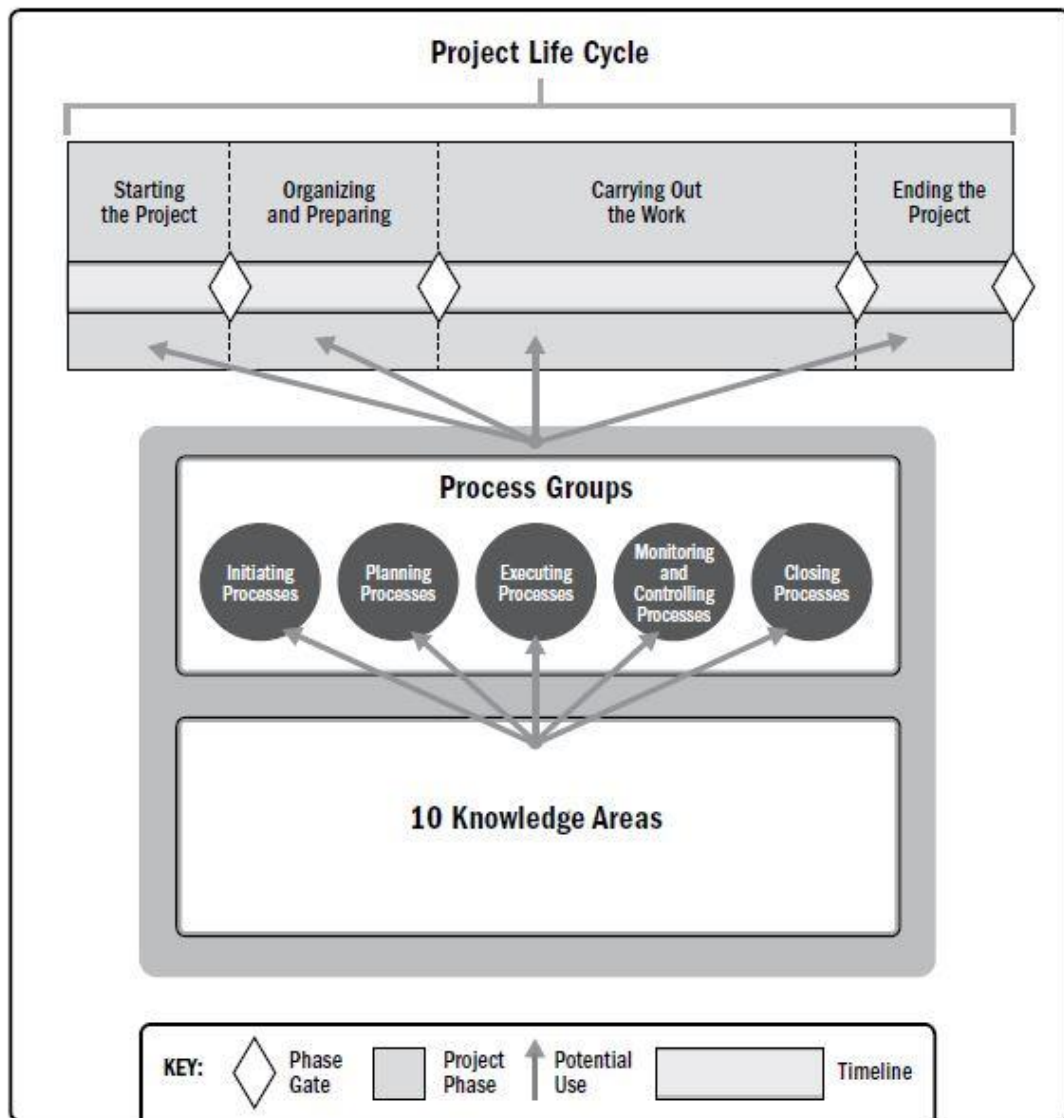 Project Life Cycle
Starting
the Project
Organizing
and Preparing
Carrying Out
the Work
Ending the
Project
Process Groups
Initiating
Processes
Planning
Processes
Executing
Processes
Monitoring
and
Controlling
Processes
Closing
Processes
10 Knowledge Areas
KEY:
Phase
Gate
Project
Phase
Potential
Use
Timeline